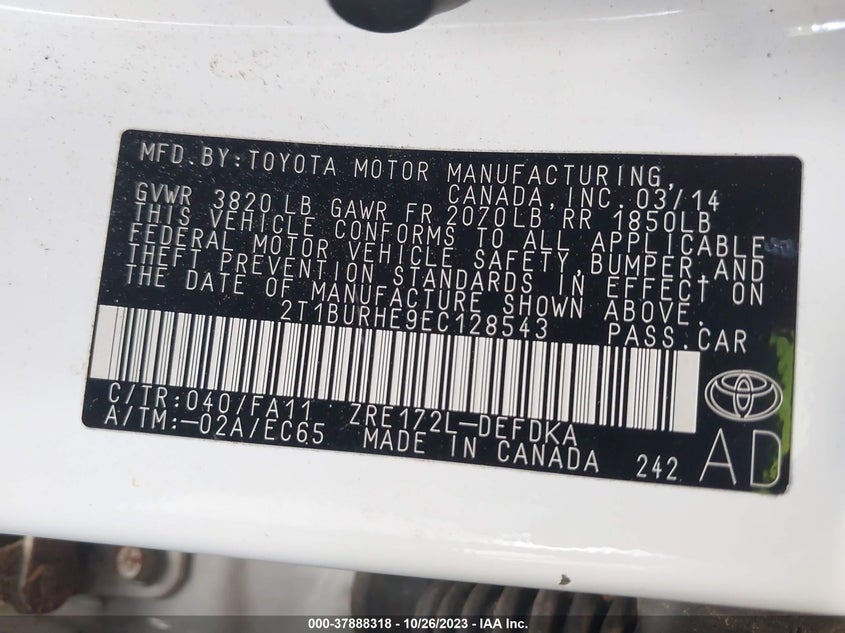 MFD.BY:TOYOTA MOTOR MANUFACTURING,
CANADA,INC. 03/14
GVWR 3820 LB GAWR FR 2070LB RR 1850LB
THIS VEHICLE CONFORMS TO ALL APPLICABLE
FEDERAL MOTOR VEHICLE SAFETY,BUMPER,AND
THEFT PREVENTION STANDARDS IN EFFECT ON
THE DATE OF MANUFACTURE SHOWN ABOVE.
2T1BURHE9EC128543 PASS.CAR
C/TR:040/FA11 ZRE172L-DEFDKA
A/TM:-02A/EC65 MADE IN CANADA 242 AD
000-37888318 | 10/26/2023 | IAA Inc.